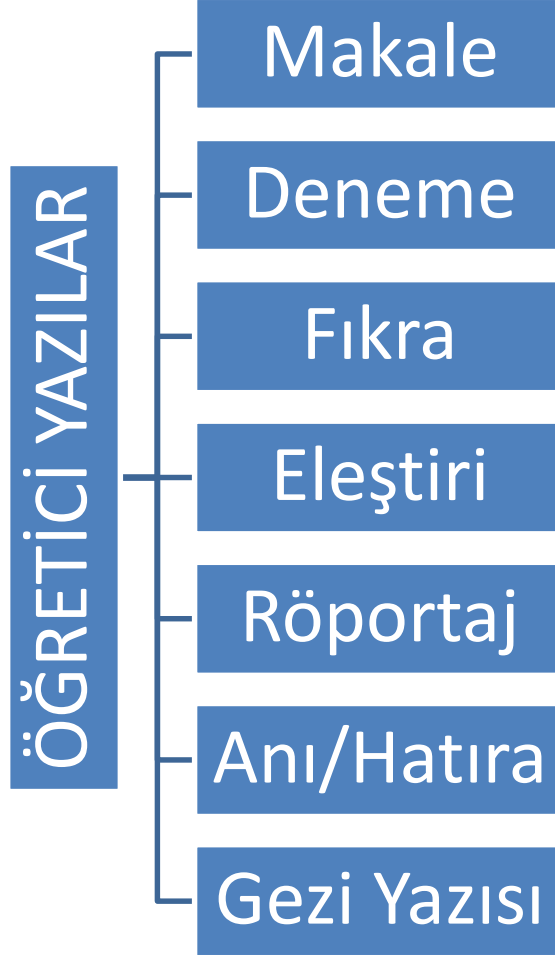 ÖĞRETİCİ YAZILAR
Makale
Deneme
Fıkra
Eleştiri
Röportaj
Anı/Hatıra
Gezi Yazısı